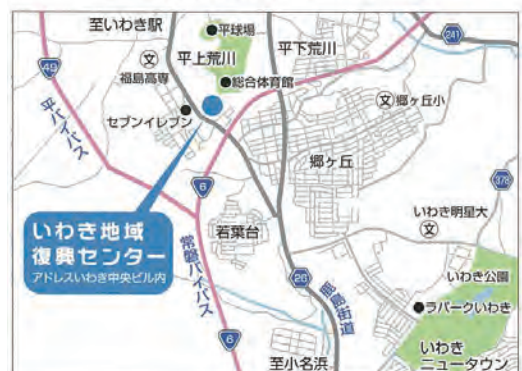 至いわき駅
平球場
文
平上荒川
平下荒川
241
49
福島高専
総合体育館
文
郷ヶ丘小
平バイパス
セブンイレブン
郷ヶ丘
6
378
いわき明星大
文
いわき地域
復興センター
アドレスいわき中央ビル内
若葉台
常磐バイパス
26
鹿島街道
いわき公園
ラパークいわき
6
いわき
ニュータウン
至小名浜